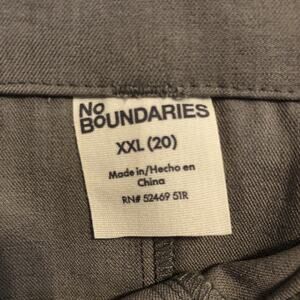 NO
BOUNDARIES
XXL (20)
Made in/Hecho en
China
RN# 52469 51R